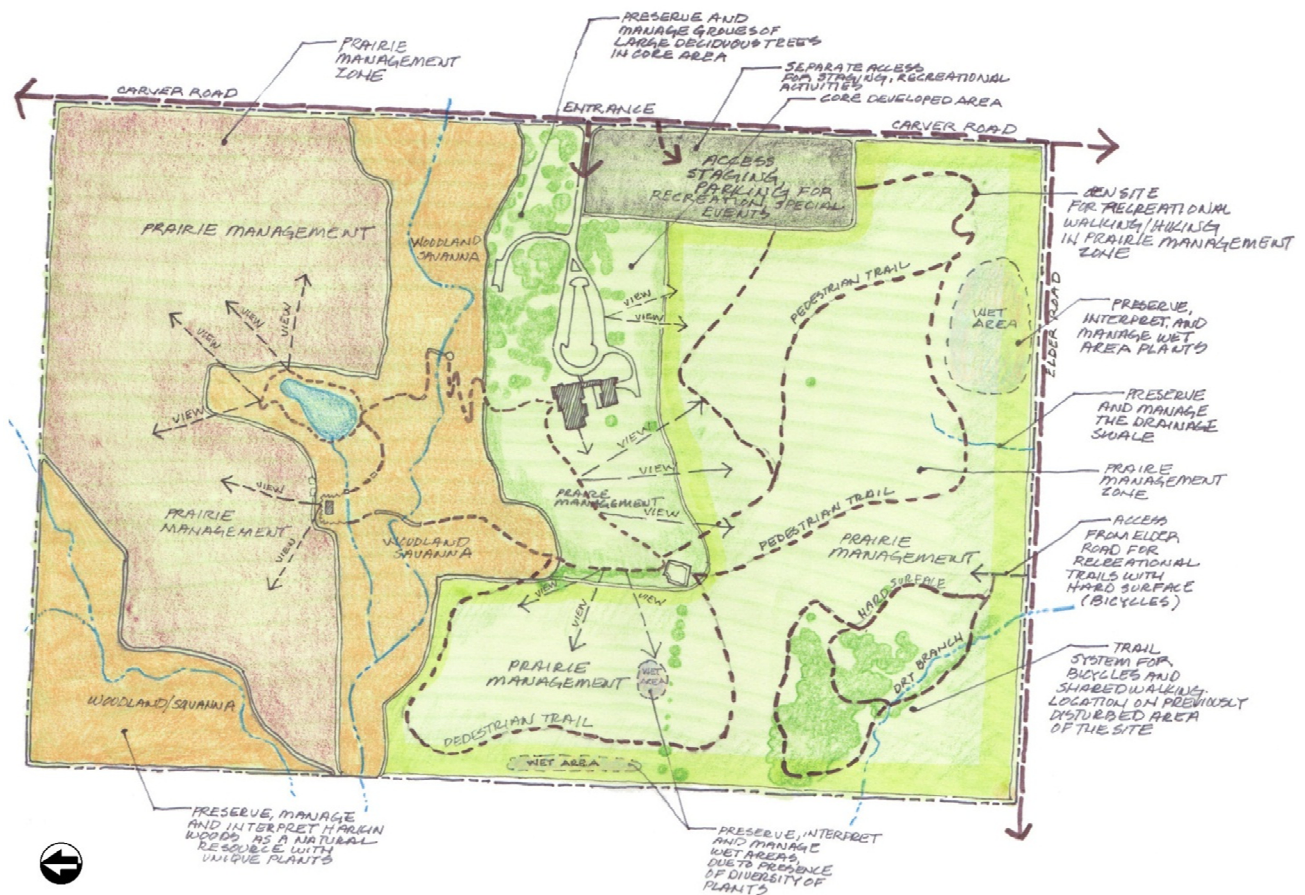 PRESERVE AND
MANAGE GROVES OF
LARGE DECIDUOUS TREES
IN CORE AREA
PRAIRIE
MANAGEMENT
ZONE
SEPARATE ACCESS
FOR STAGING, RECREATIONAL
ACTIVITIES
CORE DEVELOPED AREA
CARVER ROAD
ENTRANCE
CARVER ROAD
ACCESS
STAGING,
PARKING FOR
RECREATION, SPECIAL
EVENTS
PRAIRIE MANAGEMENT
WOODLAND
SAVANNA
SITE
FOR RECREATIONAL
WALKING/HIKING
IN PRAIRIE MANAGEMENT
ZONE
PEDESTRIAN TRAIL
VIEW
VIEW
VIEW
VIEW
VIEW
WET
AREA
ELDER ROAD
PRESERVE,
INTERPRET, AND
MANAGE WET
AREA PLANTS
VIEW
PRESERVE
AND MANAGE
THE DRAINAGE
SWALE
VIEW
VIEW
VIEW
PRAIRE
MANAGEMENT
ZONE
VIEW
PRAIRIE
MANAGEMENT
VIEW
PRAIRIE
MANAGEMENT
VIEW
WOODLAND
SAVANNA
PEDESTRIAN TRAIL
PRAIRIE
MANAGEMENT
ACCESS
FROM ELDER
ROAD FOR
RECREATIONAL
TRAILS WITH
HARD SURFACE
(BICYCLES)
HARD SURFACE
VIEW
VIEW
VIEW
DRY BRANCH
PRAIRIE
MANAGEMENT
WET
AREA
TRAIL
SYSTEM FOR
BICYCLES AND
SHARED WALKING.
LOCATION ON PREVIOUSLY
DISTURBED AREA
OF THE SITE
WOODLAND/SAVANNA
PEDESTRIAN TRAIL
WET AREA
PRESERVE, MANAGE
AND INTERPRET HARKIN
WOODS AS A NATURAL
RESOURCE WITH
UNIQUE PLANTS
PRESERVE, INTERPRET
AND MANAGE
WET AREAS,
DUE TO PRESENCE
OF DIVERSITY OF
PLANTS